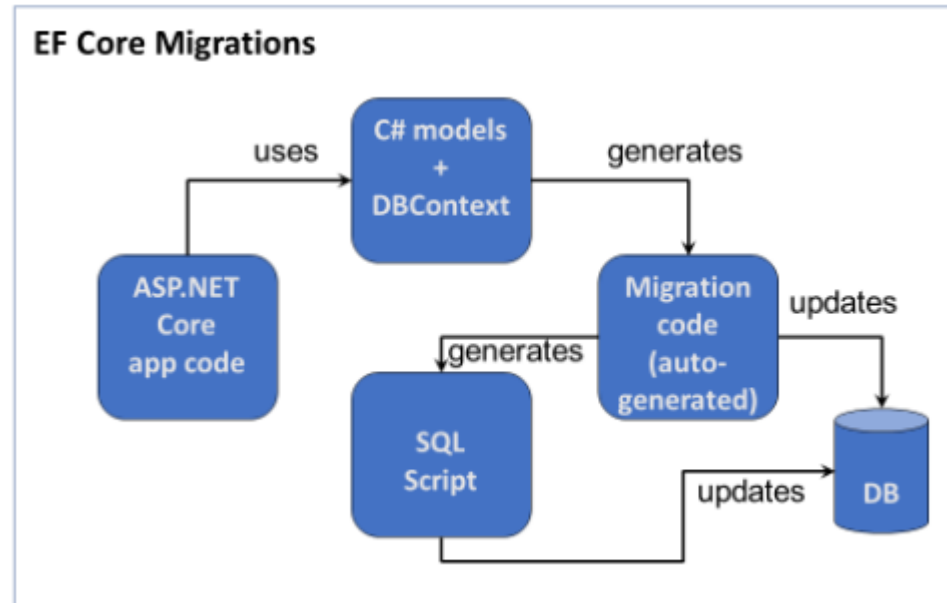 EF Core Migrations
uses
C# models
+
DBContext
generates
ASP.NET
Core
app code
Migration
code
(auto-
generated)
updates
generates
SQL
Script
updates
DB